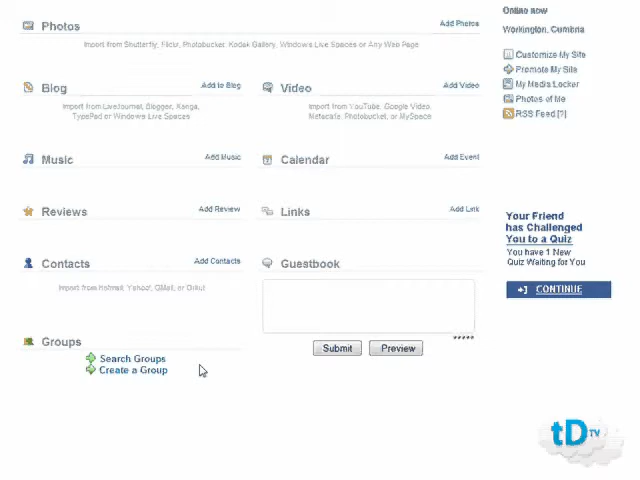 Photos
Add Photos
Import from Shutterfly, Flickr, Photobucket, Kodak Gallery, Windows Live Spaces or Any Web Page
Blog
Add to Blog
Import from LiveJournal, Blogger, Xanga,
TypePad or Windows Live Spaces
Video
Add Video
Import from YouTube, Google Video,
Metacafe, Photobucket, or MySpace
Music
Add Music
Calendar
Add Event
Reviews
Add Review
Links
Add Link
Contacts
Add Contacts
Import from Hotmail, Yahoo!, GMail, or Orkut
Guestbook
*****
Submit
Preview
Groups
Search Groups
Create a Group
Online now
Workington, Cumbria
Customize My Site
Promote My Site
My Media Locker
Photos of Me
RSS Feed [?]
Your Friend
has Challenged
You to a Quiz
You have 1 New
Quiz Waiting for You
CONTINUE
tD TV